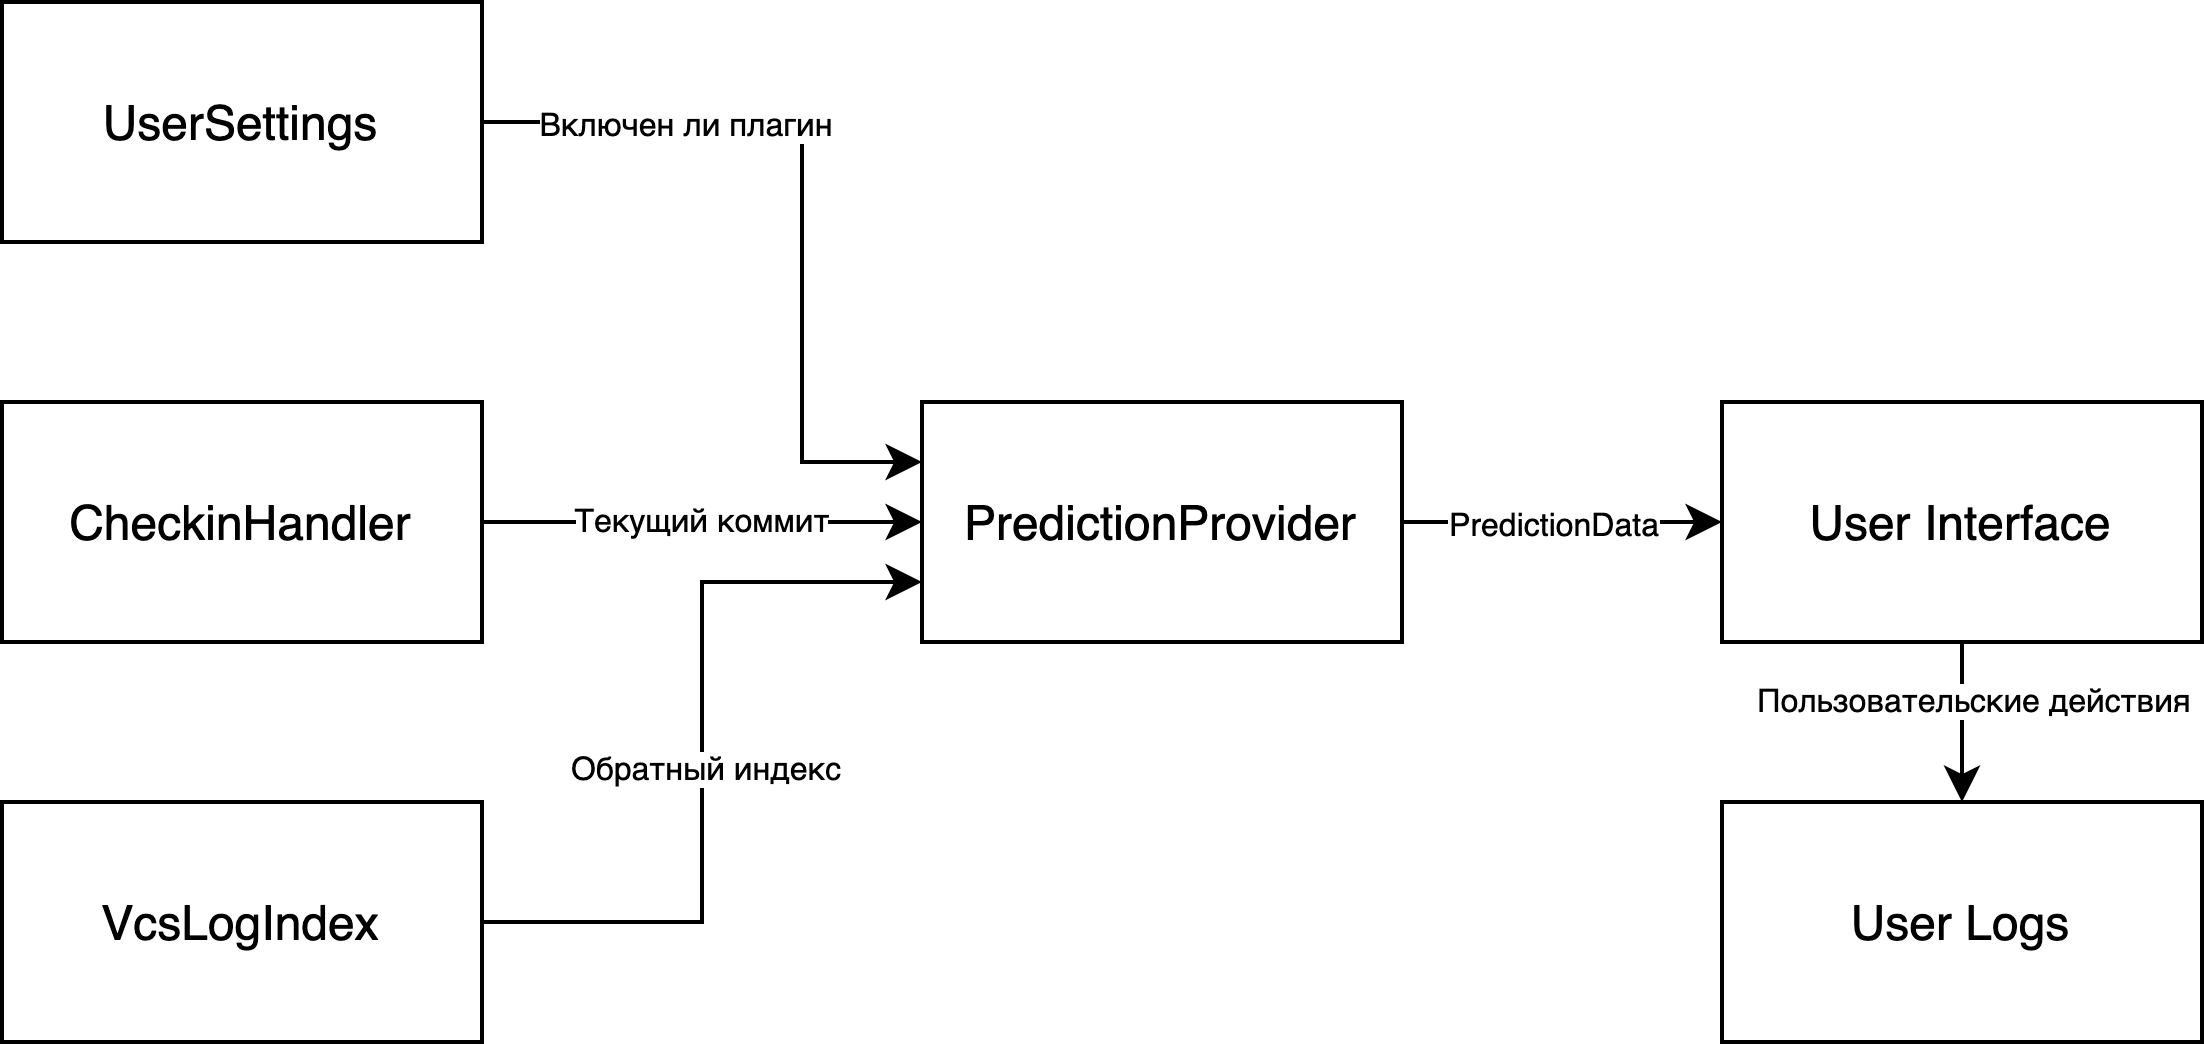 UserSettings
Включен ли плагин
CheckinHandler
Текущий коммит
PredictionProvider
PredictionData
User Interface
Пользовательские действия
Обратный индекс
VcsLogIndex
User Logs